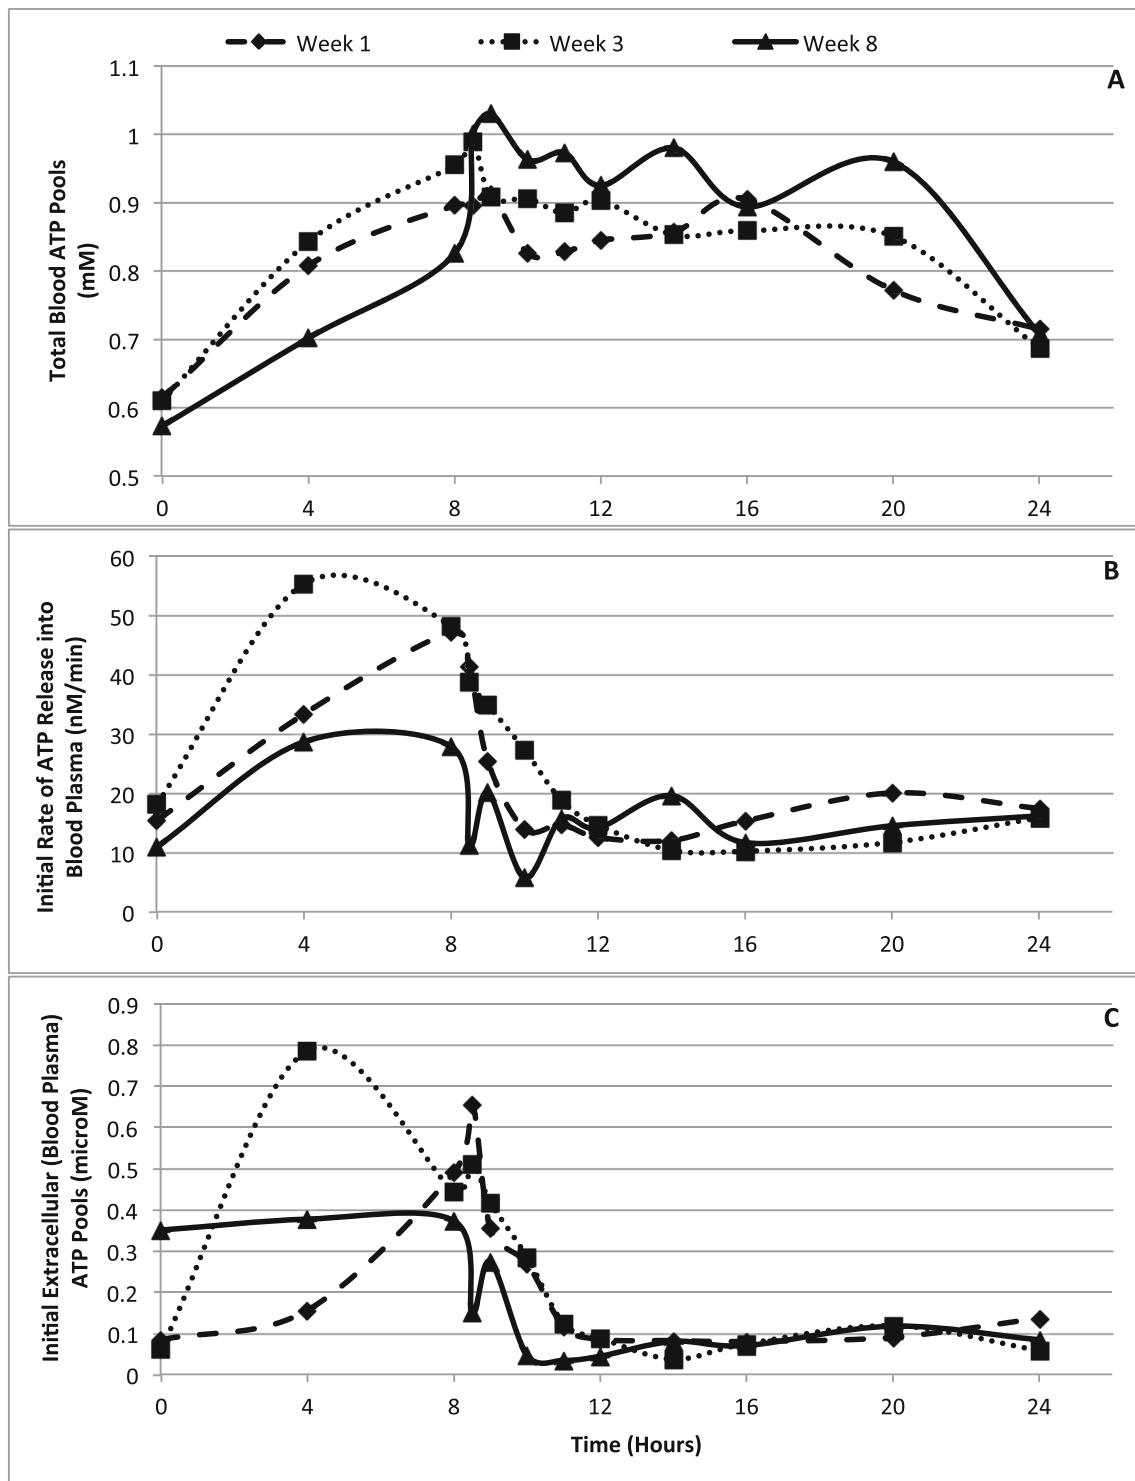 Week 1 Week 3 Week 8
A
1.1
1
0.9
0.8
0.7
0.6
0.5
Total Blood ATP Pools
(mM)
0 4 8 12 16 20 24
B
60
50
40
30
20
10
0
Initial Rate of ATP Release into
Blood Plasma (nM/min)
0 4 8 12 16 20 24
C
0.9
0.8
0.7
0.6
0.5
0.4
0.3
0.2
0.1
0
Initial Extracellular (Blood Plasma)
ATP Pools (microM)
0 4 8 12 16 20 24
Time (Hours)